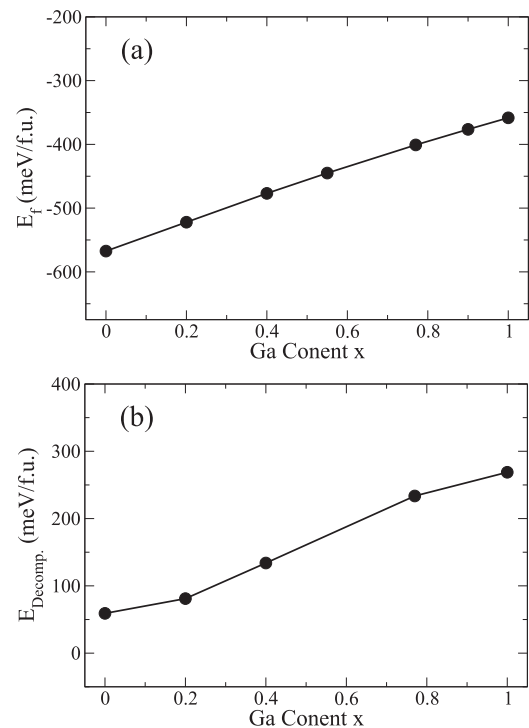 -200
(a)
-300
-400
-500
-600
E_f (meV/f.u.)
0 0.2 0.4 0.6 0.8 1
Ga Conent x
400
(b)
300
200
100
0
E_Decomp. (meV/f.u.)
0 0.2 0.4 0.6 0.8 1
Ga Conent x